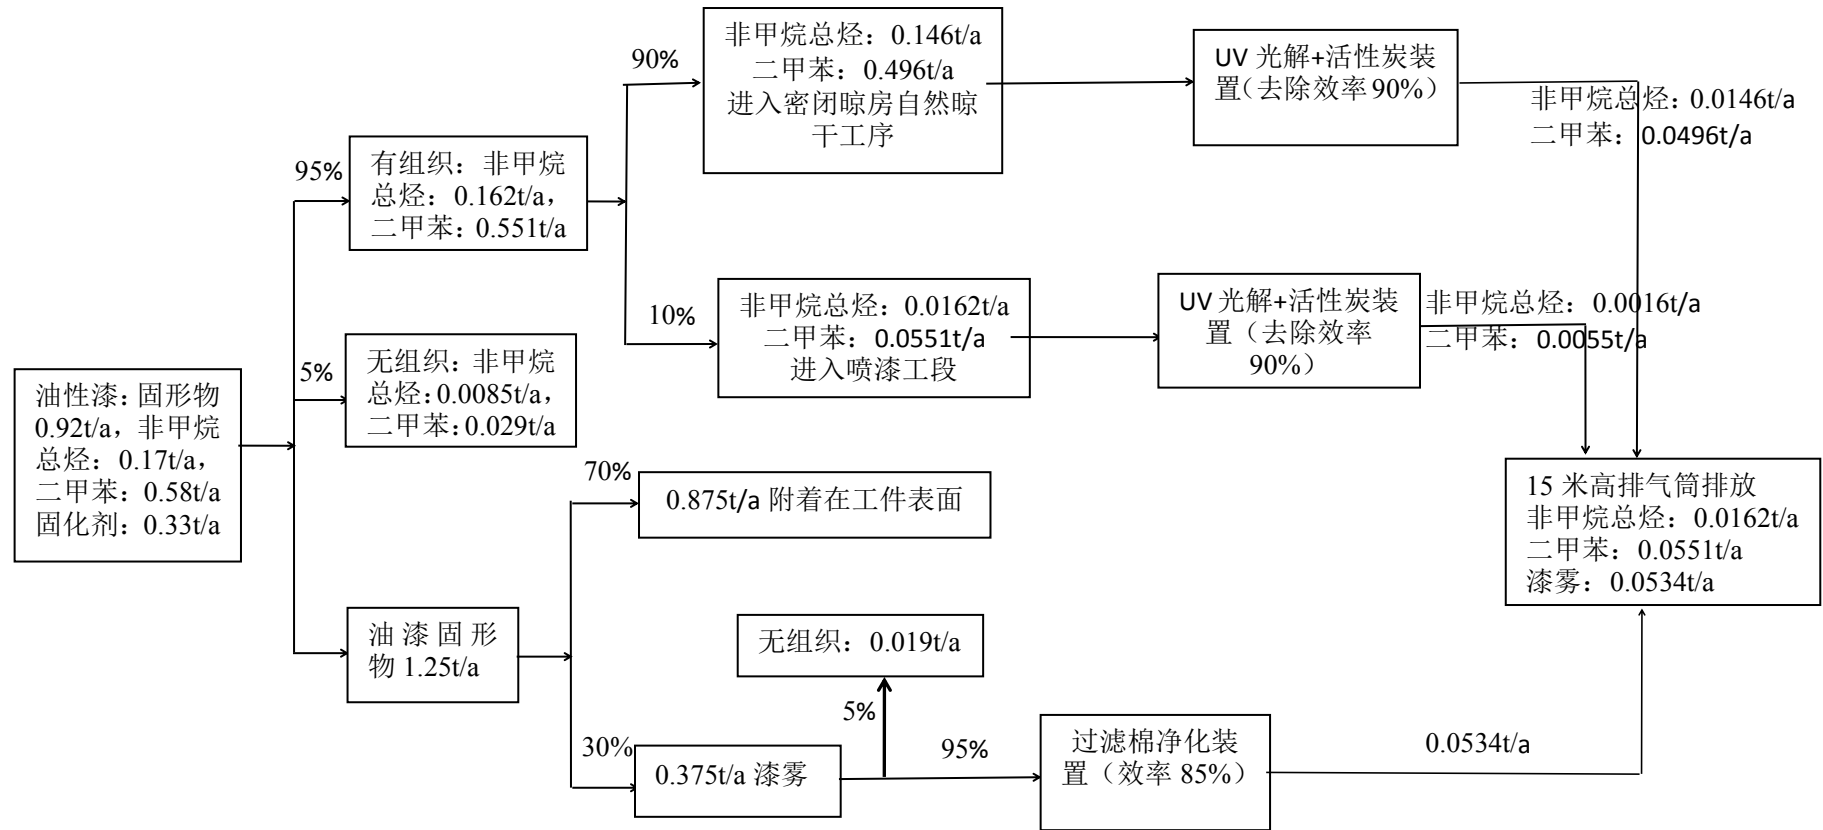 油性漆：固形物
0.92t/a，非甲烷
总烃：0.17t/a，
二甲苯：0.58t/a
固化剂：0.33t/a
95%
有组织：非甲烷
总烃：0.162t/a，
二甲苯：0.551t/a
5%
无组织：非甲烷
总烃：0.0085t/a，
二甲苯：0.029t/a
油漆固形
物 1.25t/a
90%
非甲烷总烃：0.146t/a
二甲苯：0.496t/a
进入密闭晾房自然晾
干工序
UV 光解+活性炭装
置（去除效率 90%）
非甲烷总烃：0.0146t/a
二甲苯：0.0496t/a
10%
非甲烷总烃：0.0162t/a
二甲苯：0.0551t/a
进入喷漆工段
UV 光解+活性炭装
置（去除效率
90%）
非甲烷总烃：0.0016t/a
二甲苯：0.0055t/a
70%
0.875t/a 附着在工件表面
30%
0.375t/a 漆雾
5%
无组织：0.019t/a
95%
过滤棉净化装
置（效率 85%）
0.0534t/a
15 米高排气筒排放
非甲烷总烃：0.0162t/a
二甲苯：0.0551t/a
漆雾：0.0534t/a